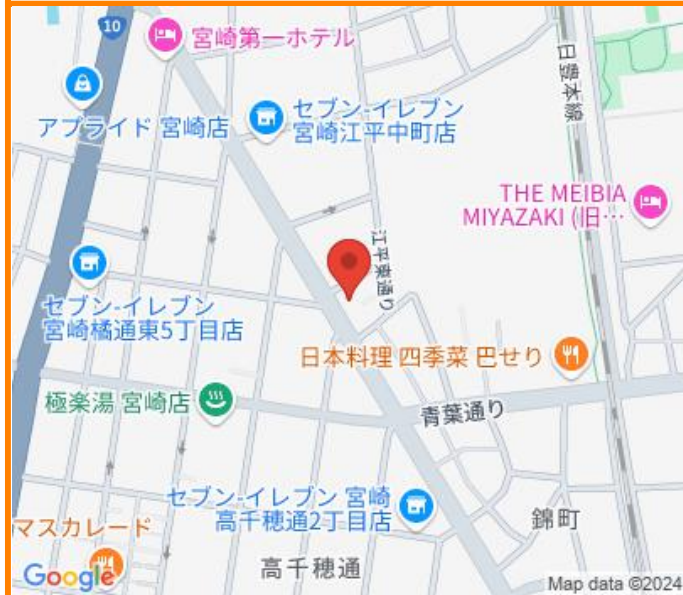 10
宮崎第一ホテル
アプライド 宮崎店
セブン-イレブン
宮崎江平中町店
日豊本線
THE MEIBIA
MIYAZAKI (旧…
江平東通り
セブン-イレブン
宮崎橘通東5丁目店
日本料理 四季菜 巴せり
極楽湯 宮崎店
青葉通り
セブン-イレブン 宮崎
高千穂通2丁目店
錦町
マスカレード
高千穂通
Google
Map data ©2024